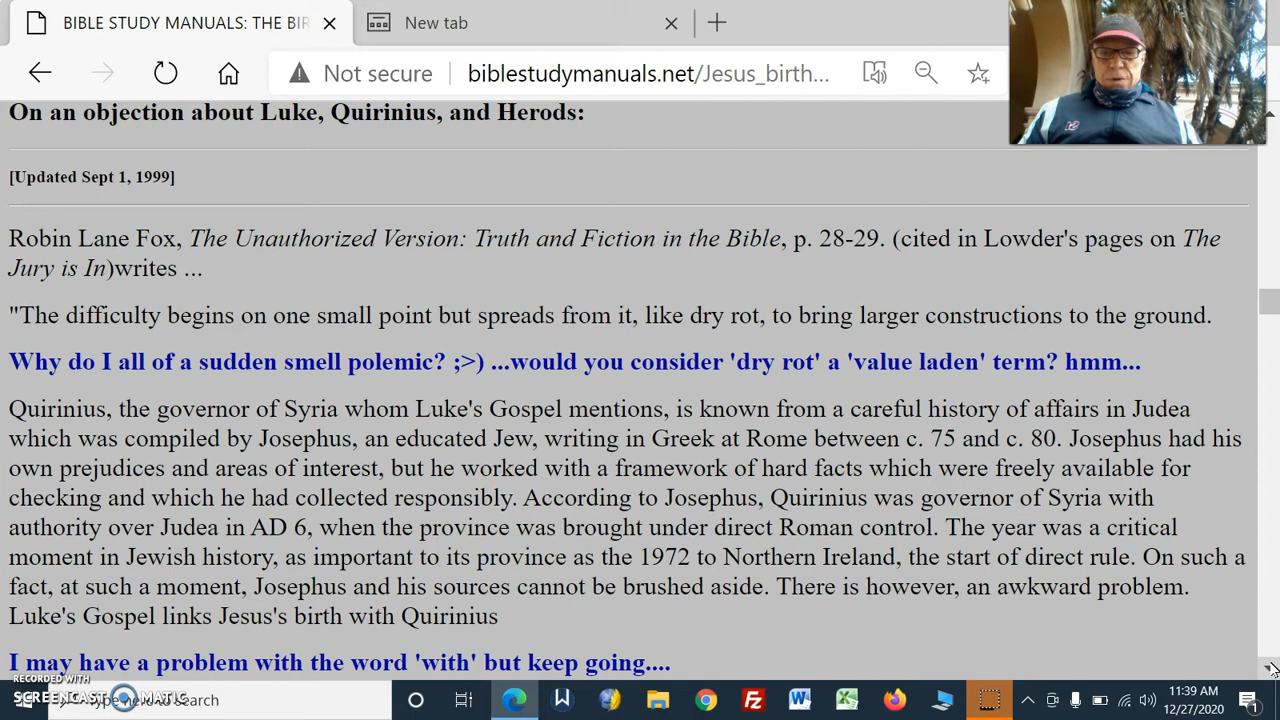 BIBLE STUDY MANUALS: THE BIR
New tab
Not secure
biblestudymanuals.net/Jesus_birth...
On an objection about Luke, Quirinius, and Herods:
[Updated Sept 1, 1999]
Robin Lane Fox, The Unauthorized Version: Truth and Fiction in the Bible, p. 28-29. (cited in Lowder's pages on The
Jury is In)writes ...
"The difficulty begins on one small point but spreads from it, like dry rot, to bring larger constructions to the ground.
Why do I all of a sudden smell polemic? ;>) ...would you consider 'dry rot' a 'value laden' term? hmm...
Quirinius, the governor of Syria whom Luke's Gospel mentions, is known from a careful history of affairs in Judea
which was compiled by Josephus, an educated Jew, writing in Greek at Rome between c. 75 and c. 80. Josephus had his
own prejudices and areas of interest, but he worked with a framework of hard facts which were freely available for
checking and which he had collected responsibly. According to Josephus, Quirinius was governor of Syria with
authority over Judea in AD 6, when the province was brought under direct Roman control. The year was a critical
moment in Jewish history, as important to its province as the 1972 to Northern Ireland, the start of direct rule. On such a
fact, at such a moment, Josephus and his sources cannot be brushed aside. There is however, an awkward problem.
Luke's Gospel links Jesus's birth with Quirinius
I may have a problem with the word 'with' but keep going....
RECORDED WITH
SCREENCAST MATIC
Type here to search
11:39 AM
12/27/2020
1